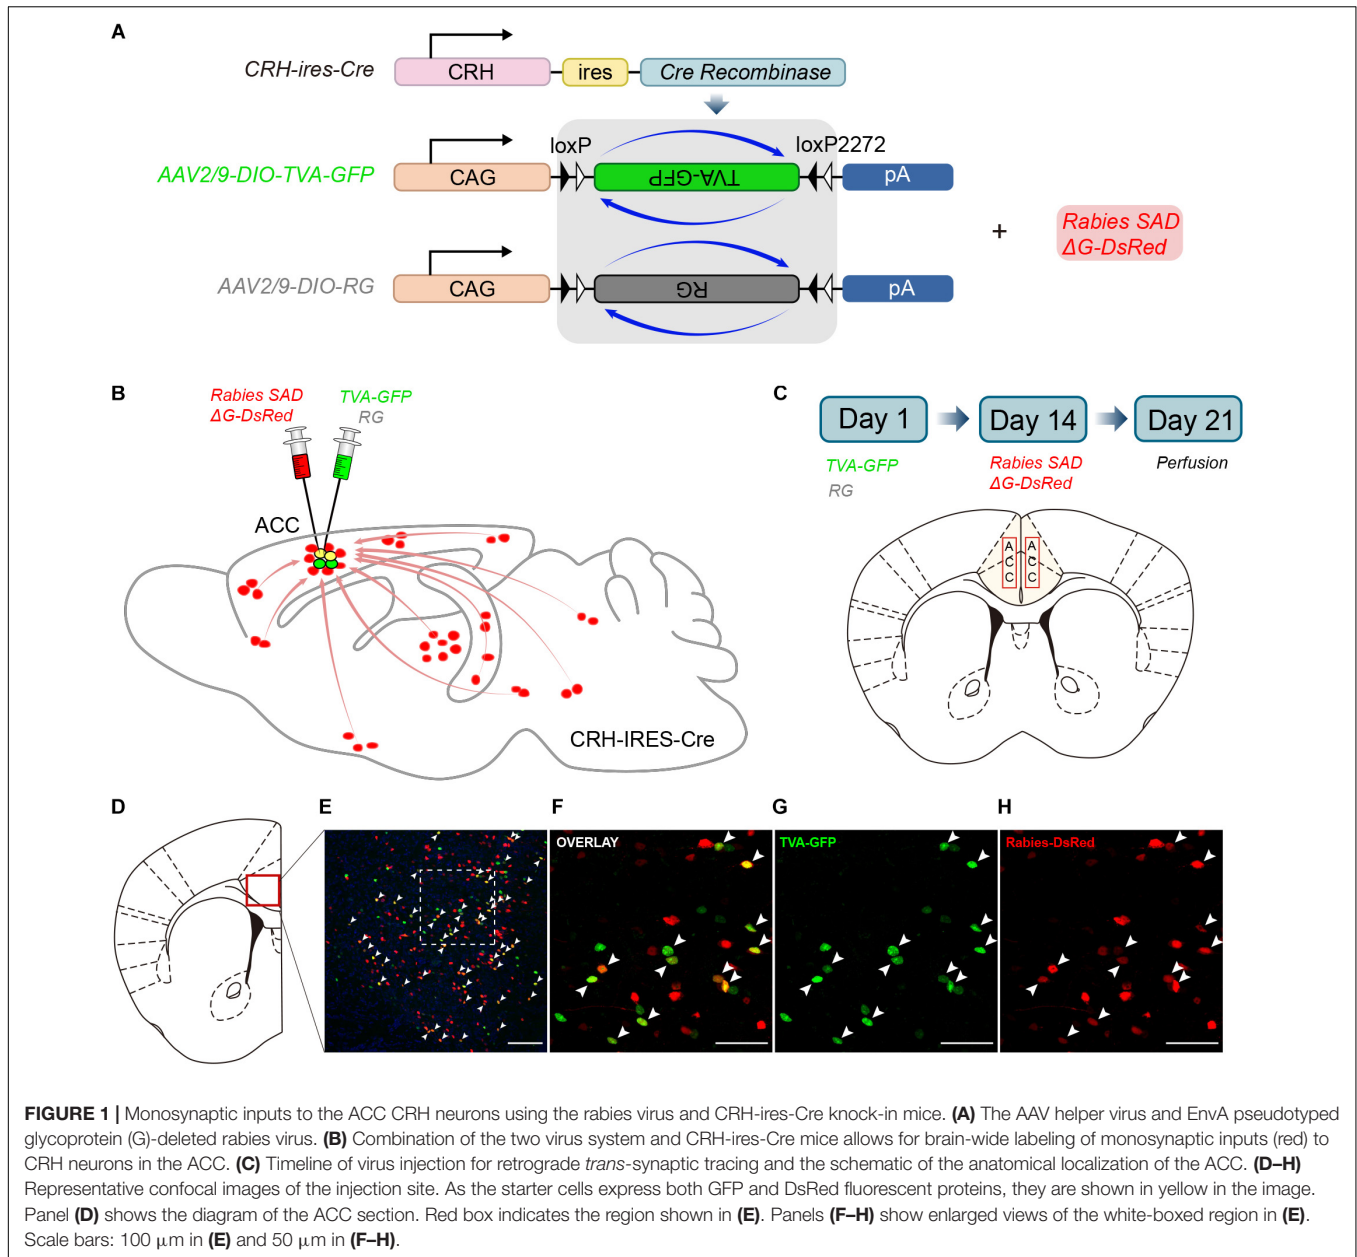 A
CRH-ires-Cre
CRH
ires
Cre Recombinase
loxP
loxP2272
AAV2/9-DIO-TVA-GFP
CAG
TVA-GFP
pA
+
Rabies SAD
ΔG-DsRed
AAV2/9-DIO-RG
CAG
RG
pA
B
Rabies SAD
ΔG-DsRed
TVA-GFP
RG
ACC
CRH-IRES-Cre
C
Day 1
Day 14
Day 21
TVA-GFP
RG
Rabies SAD
ΔG-DsRed
Perfusion
A
C
C
A
C
C
D
E
F
OVERLAY
G
TVA-GFP
H
Rabies-DsRed
FIGURE 1 | Monosynaptic inputs to the ACC CRH neurons using the rabies virus and CRH-ires-Cre knock-in mice. (A) The AAV helper virus and EnvA pseudotyped
glycoprotein (G)-deleted rabies virus. (B) Combination of the two virus system and CRH-ires-Cre mice allows for brain-wide labeling of monosynaptic inputs (red) to
CRH neurons in the ACC. (C) Timeline of virus injection for retrograde trans-synaptic tracing and the schematic of the anatomical localization of the ACC. (D–H)
Representative confocal images of the injection site. As the starter cells express both GFP and DsRed fluorescent proteins, they are shown in yellow in the image.
Panel (D) shows the diagram of the ACC section. Red box indicates the region shown in (E). Panels (F–H) show enlarged views of the white-boxed region in (E).
Scale bars: 100 μm in (E) and 50 μm in (F–H).